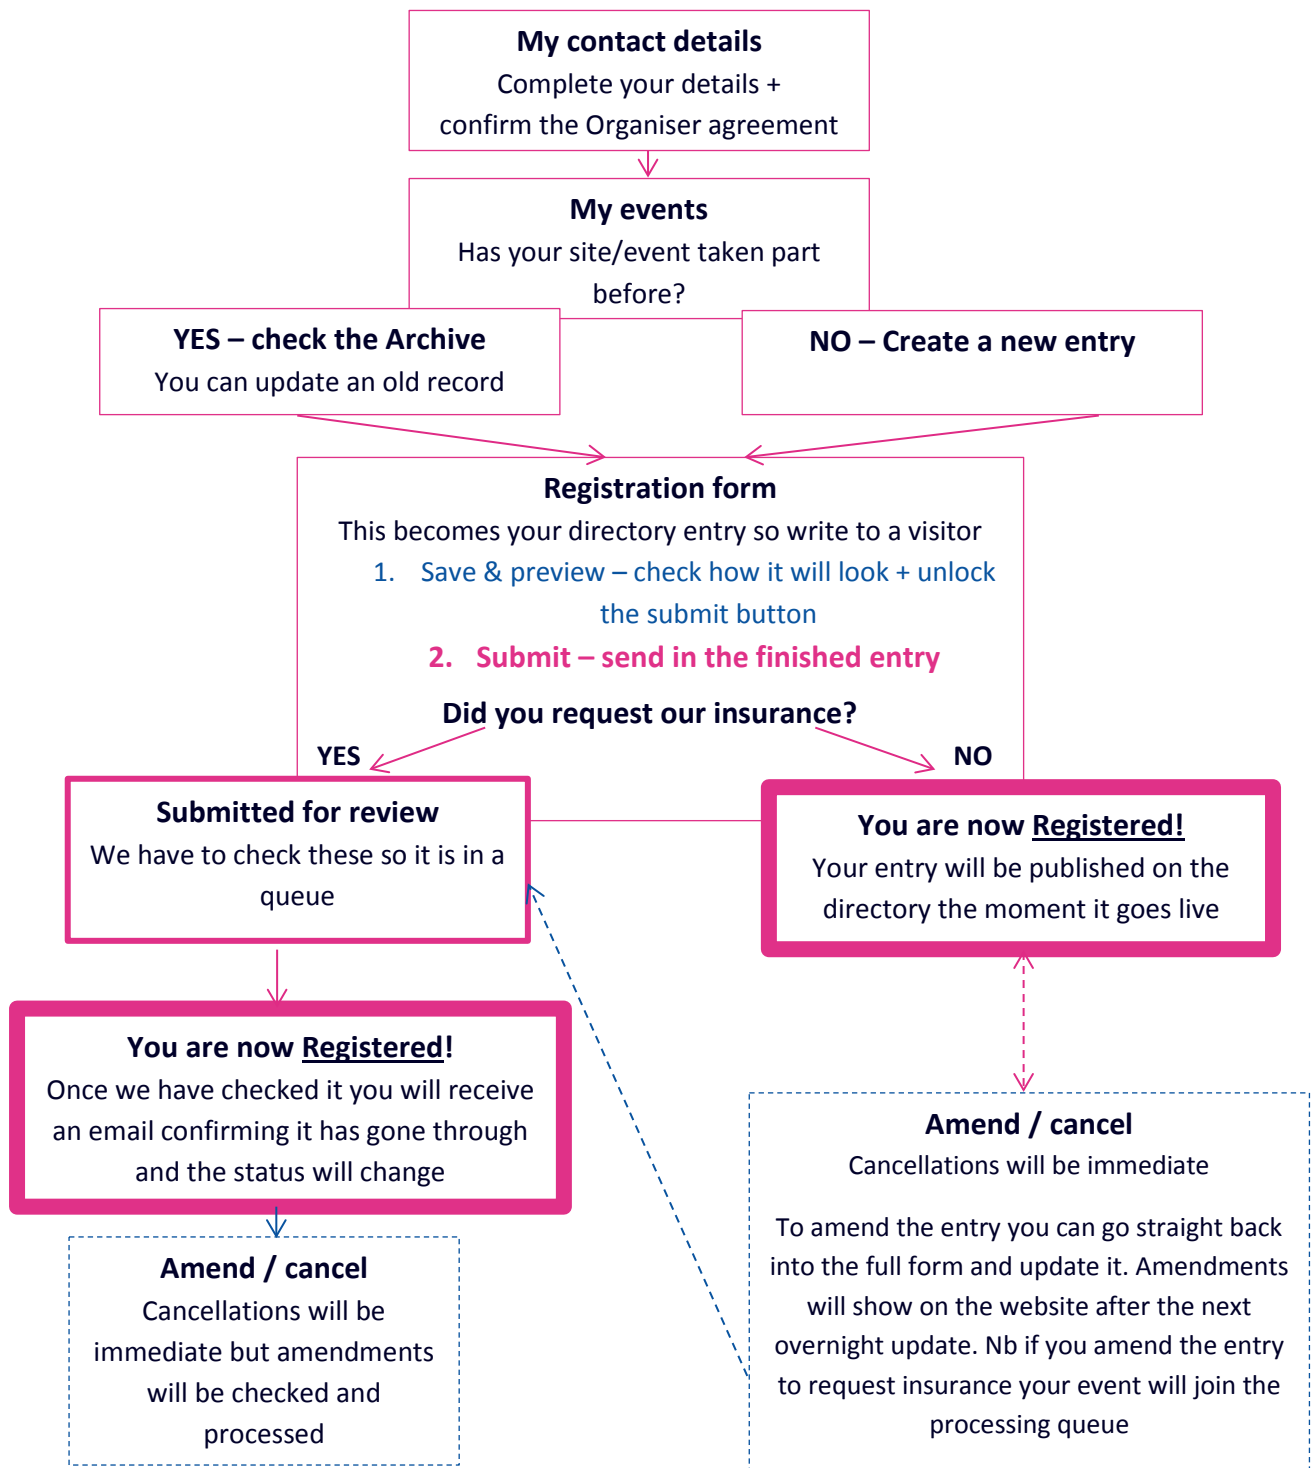 My contact details
Complete your details +
confirm the Organiser agreement
My events
Has your site/event taken part
before?
YES – check the Archive
You can update an old record
NO – Create a new entry
Registration form
This becomes your directory entry so write to a visitor
1. Save & preview – check how it will look + unlock
the submit button
2. Submit – send in the finished entry
Did you request our insurance?
YES
NO
Submitted for review
We have to check these so it is in a
queue
You are now Registered!
Your entry will be published on the
directory the moment it goes live
You are now Registered!
Once we have checked it you will receive
an email confirming it has gone through
and the status will change
Amend / cancel
Cancellations will be
immediate but amendments
will be checked and
processed
Amend / cancel
Cancellations will be immediate
To amend the entry you can go straight back
into the full form and update it. Amendments
will show on the website after the next
overnight update. Nb if you amend the entry
to request insurance your event will join the
processing queue